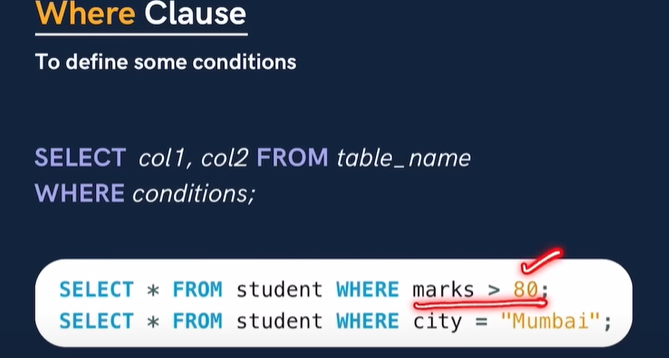 Where Clause
To define some conditions
SELECT col1, col2 FROM table_name
WHERE conditions;
SELECT * FROM student WHERE marks > 80;
SELECT * FROM student WHERE city = "Mumbai";